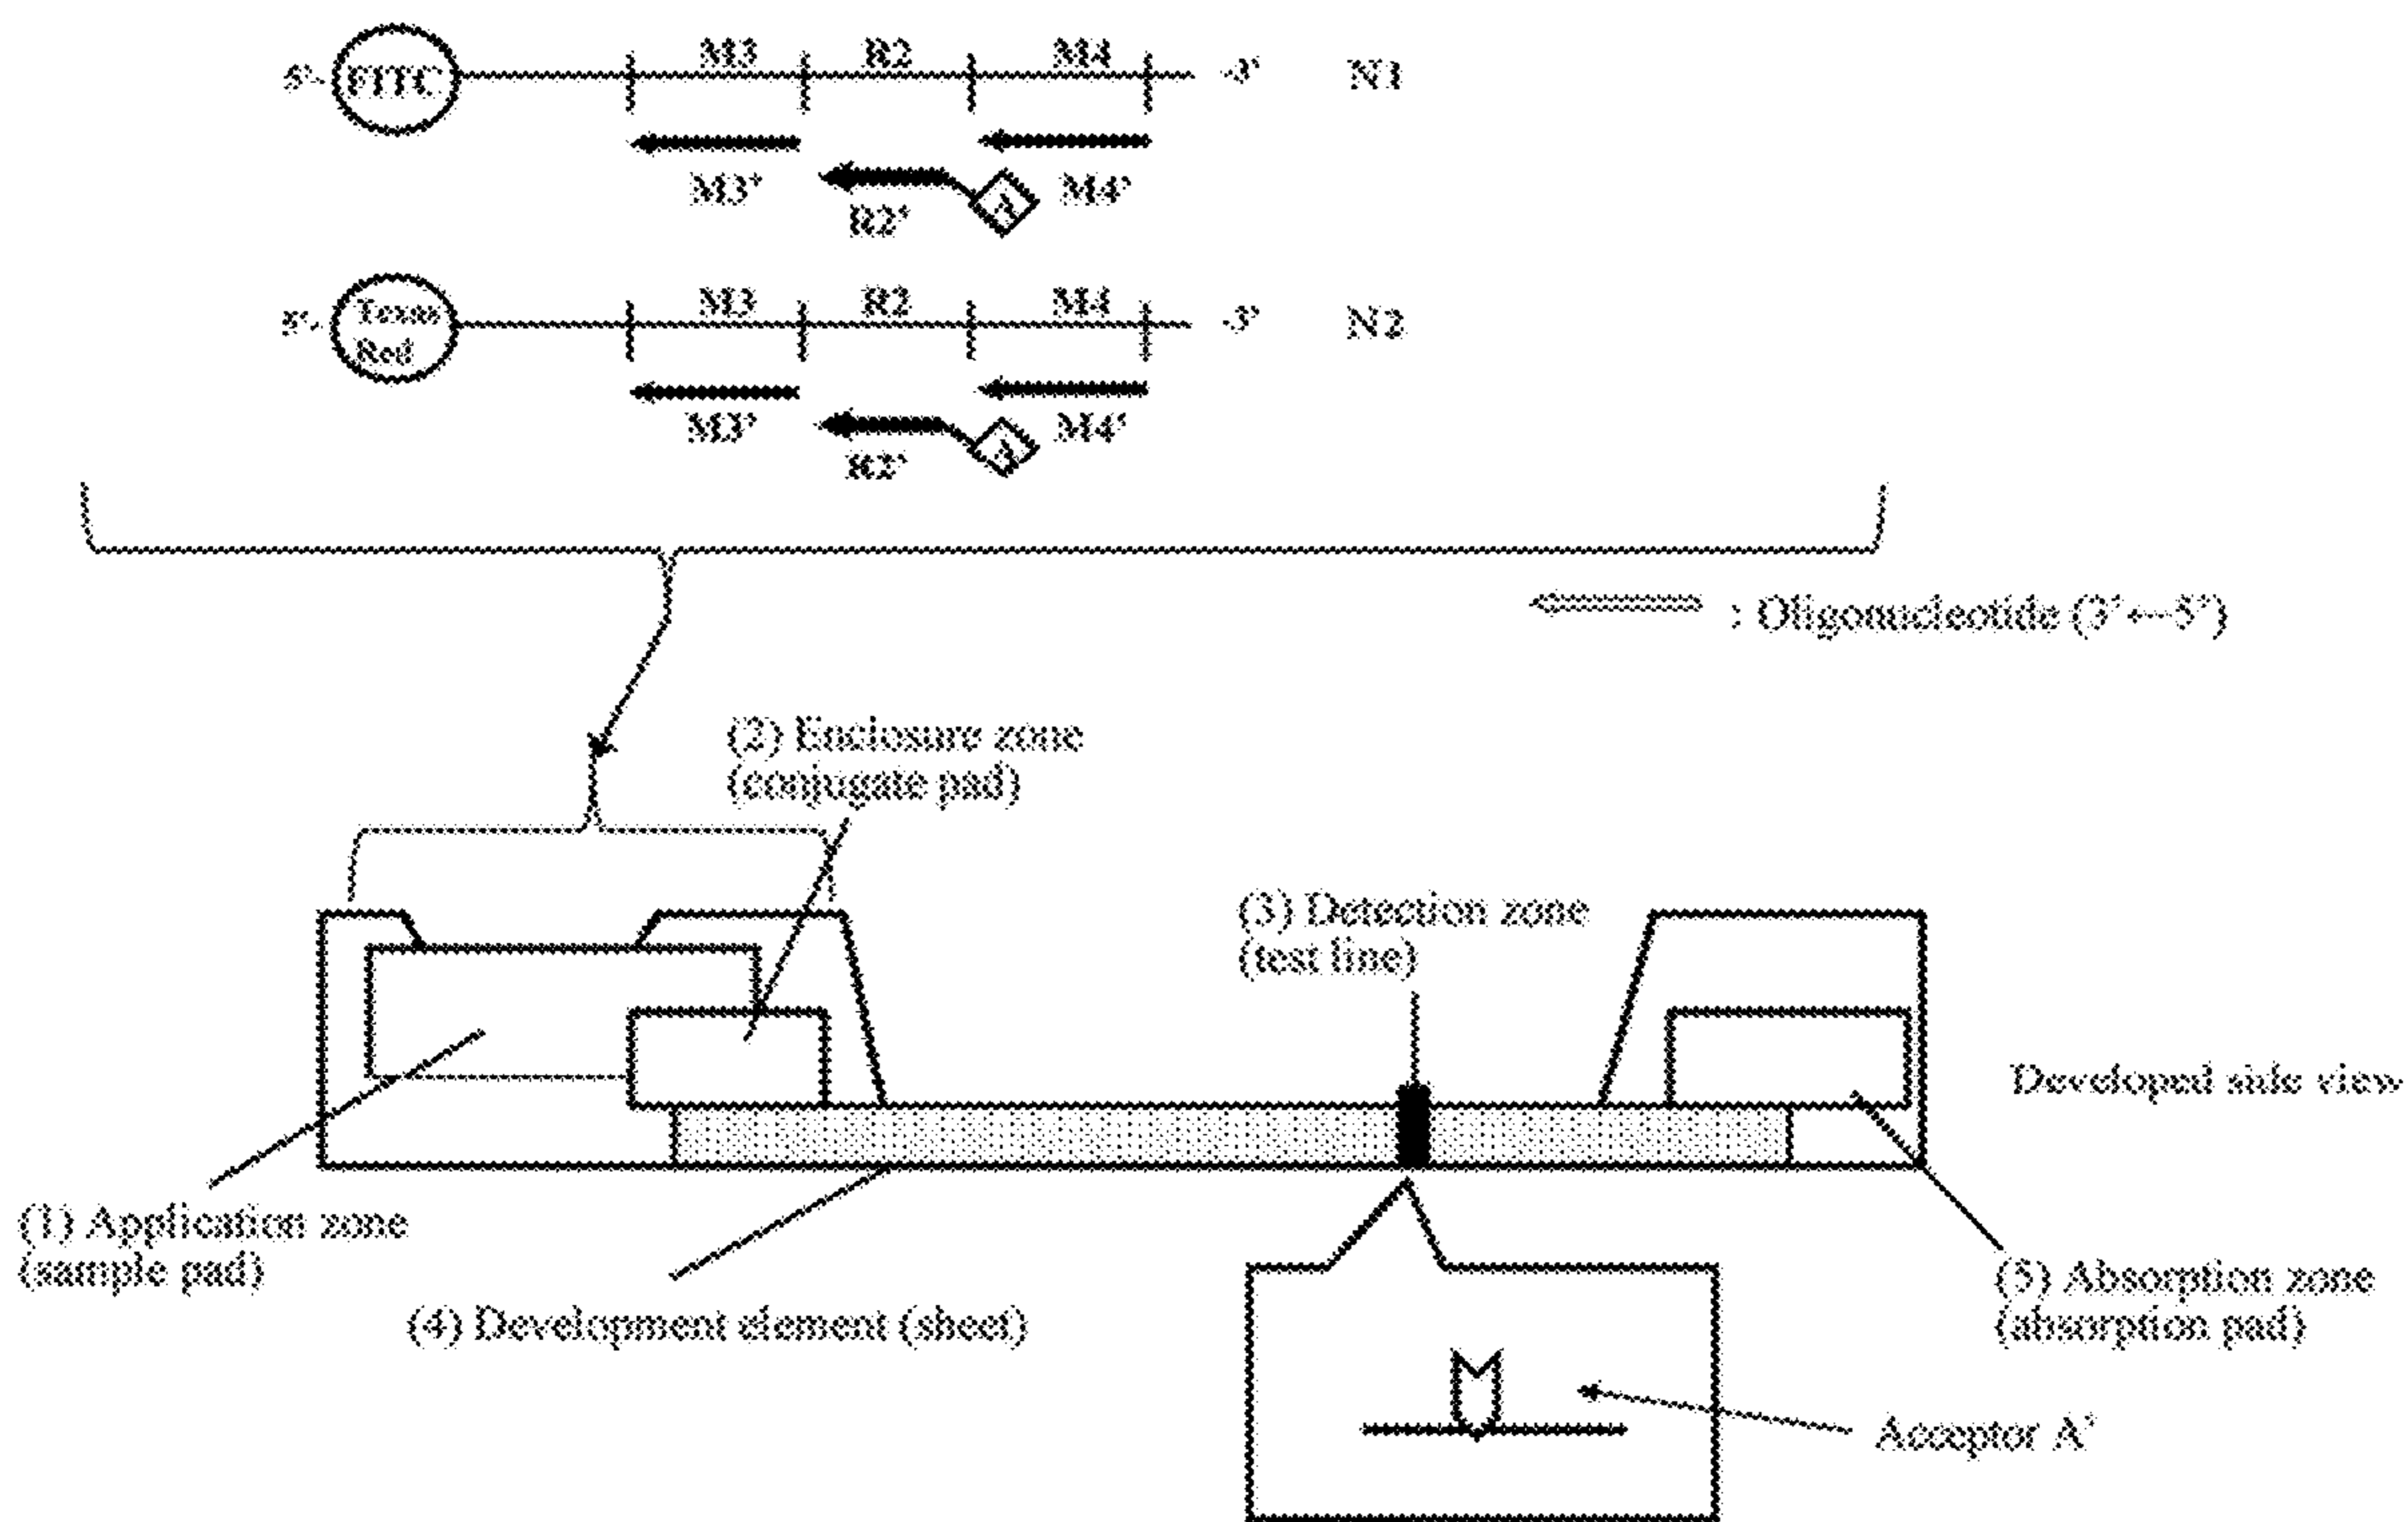 M3 R2 M4
5'- FITC -3' N1
M3' M4'
R2' A
M3 R2 M4
5'- Texas Red -3' N2
M3' M4'
R2' A
: Oligonucleotide (3'←5')
(2) Enclosure zone
(conjugate pad)
(3) Detection zone
(test line)
Developed side view
(1) Application zone
(sample pad)
(4) Development element (sheet)
(5) Absorption zone
(absorption pad)
Acceptor A'